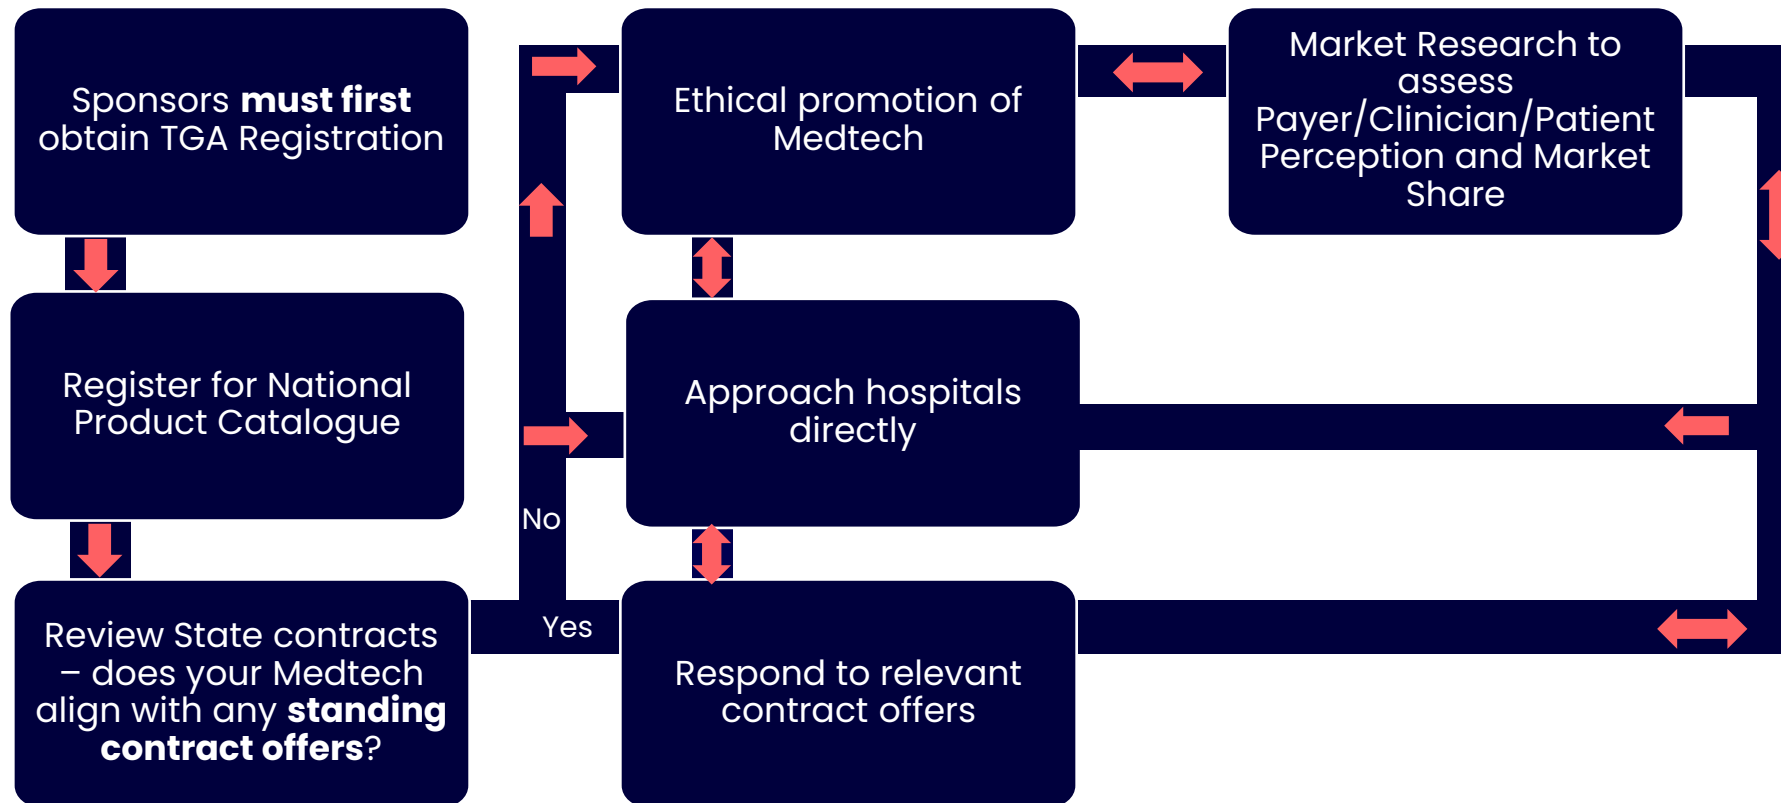 Sponsors must first
obtain TGA Registration
Register for National
Product Catalogue
Review State contracts
– does your Medtech
align with any standing
contract offers?
No
Yes
Ethical promotion of
Medtech
Approach hospitals
directly
Respond to relevant
contract offers
Market Research to
assess
Payer/Clinician/Patient
Perception and Market
Share